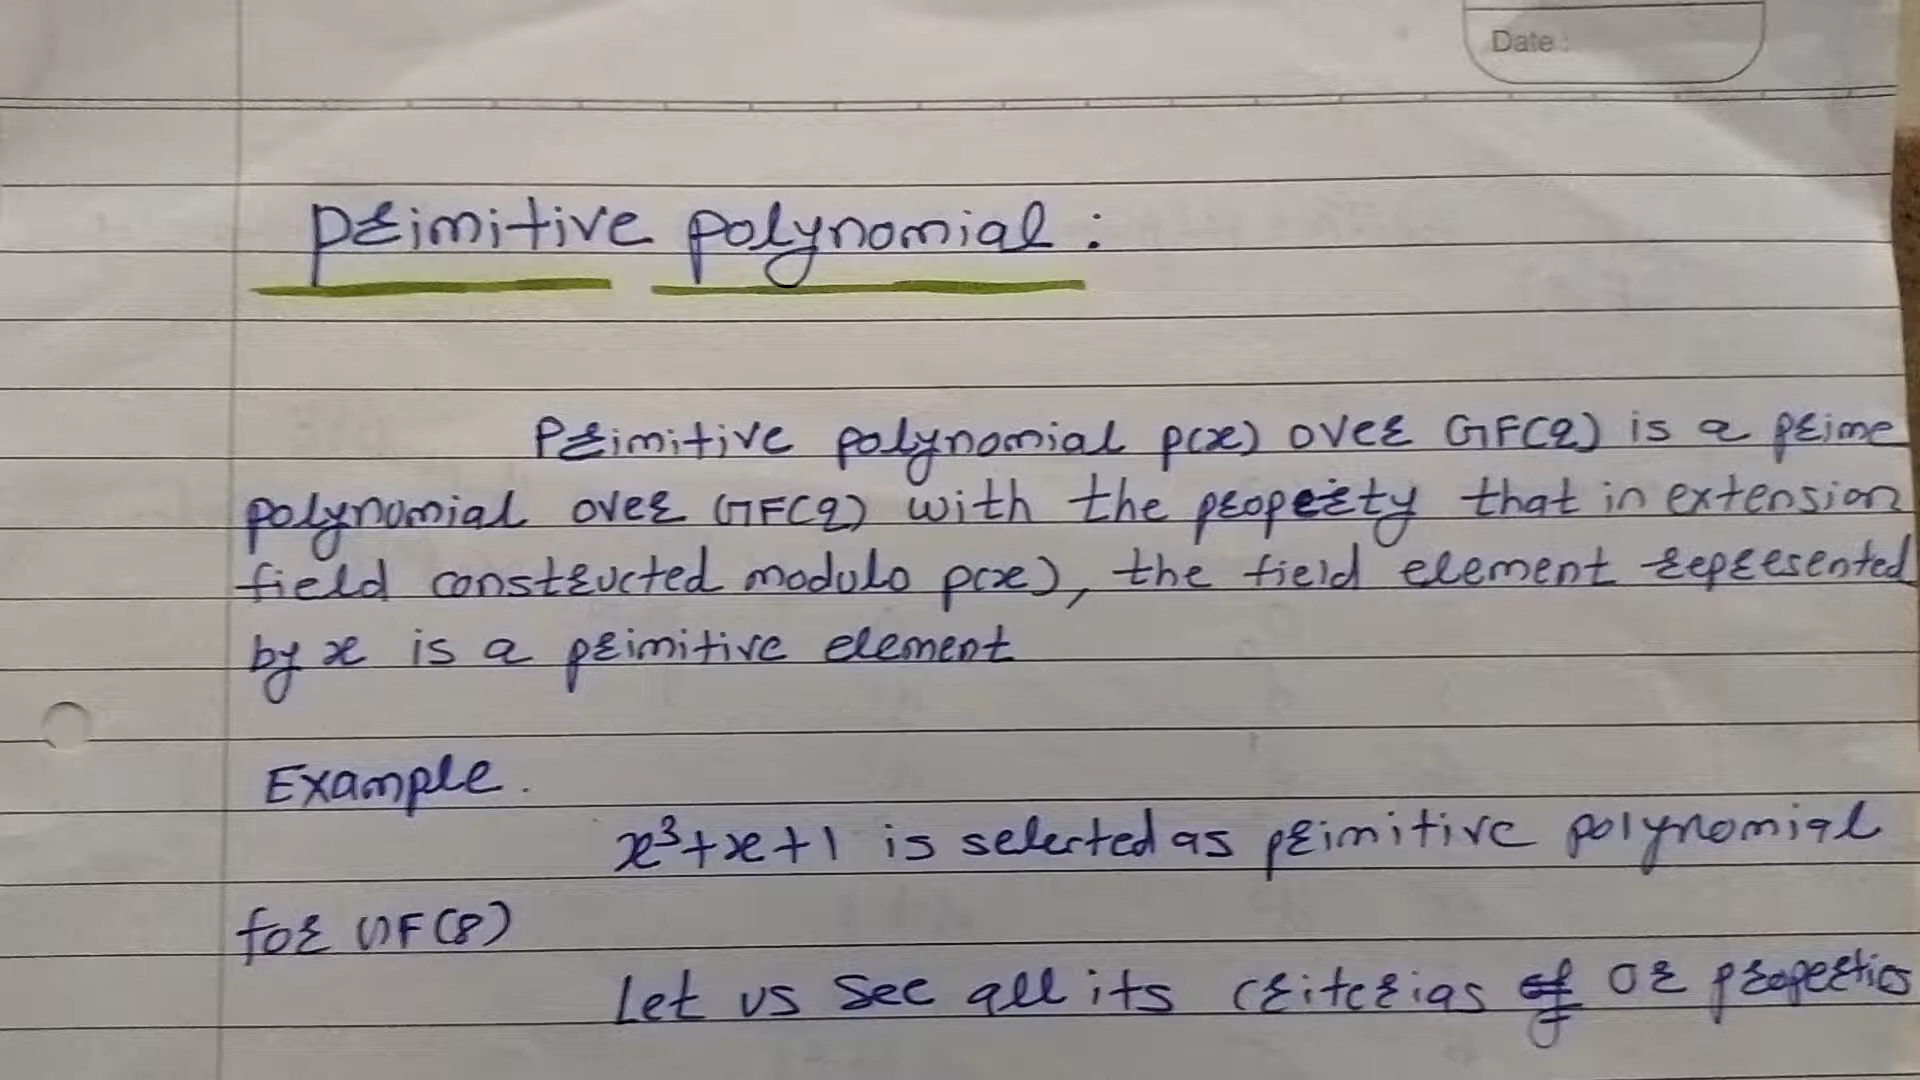 Date :
Primitive polynomial :
Primitive polynomial p(x) over GF(q) is a prime
polynomial over GF(q) with the property that in extension
field constructed modulo p(x), the field element represented
by x is a primitive element
Example.
x³+x+1 is selected as primitive polynomial
for GF(8)
Let us see all its criterias of or properties